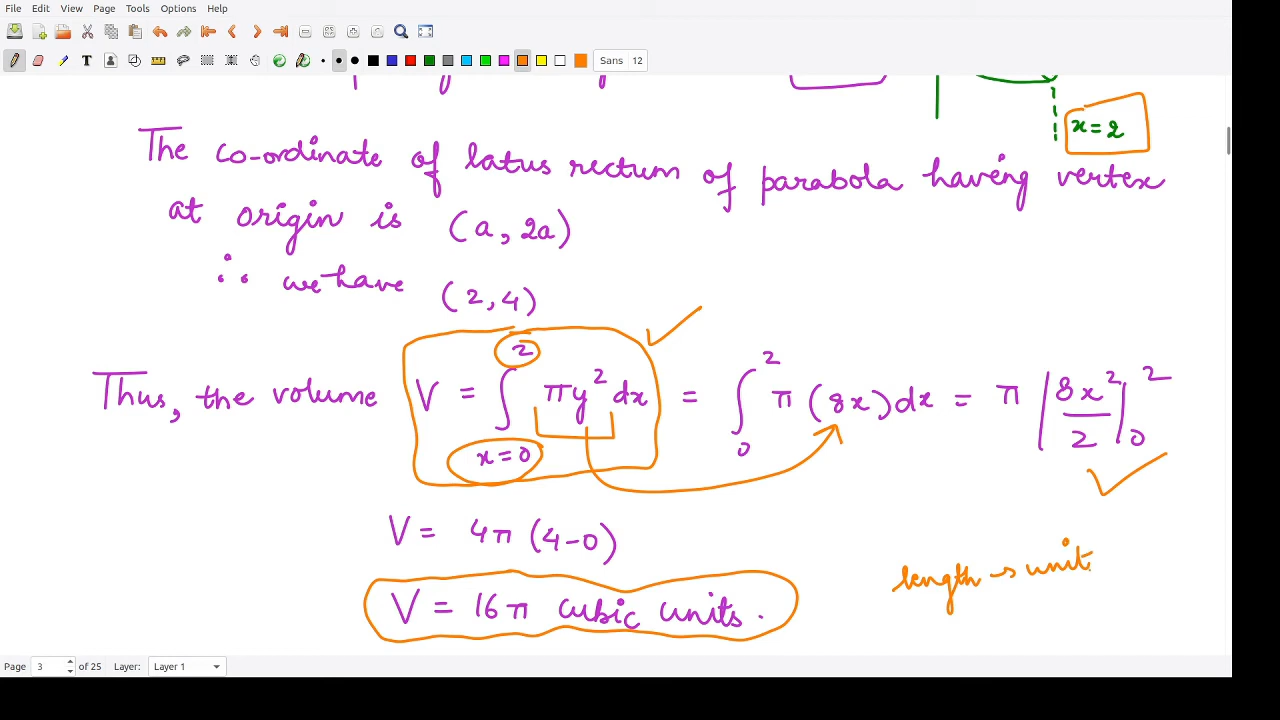 File Edit View Page Tools Options Help
Sans 12
x = 2
The co-ordinate of latus rectum of parabola having vertex
at origin is (a, 2a)
∴ we have (2, 4)
Thus, the volume V = ∫_{x=0}^{2} πy² dx = ∫_0^2 π(8x)dx = π |8x²/2|_0^2
V = 4π (4-0)
length → unit
V = 16π cubic units.
Page 3 of 25 Layer: Layer 1